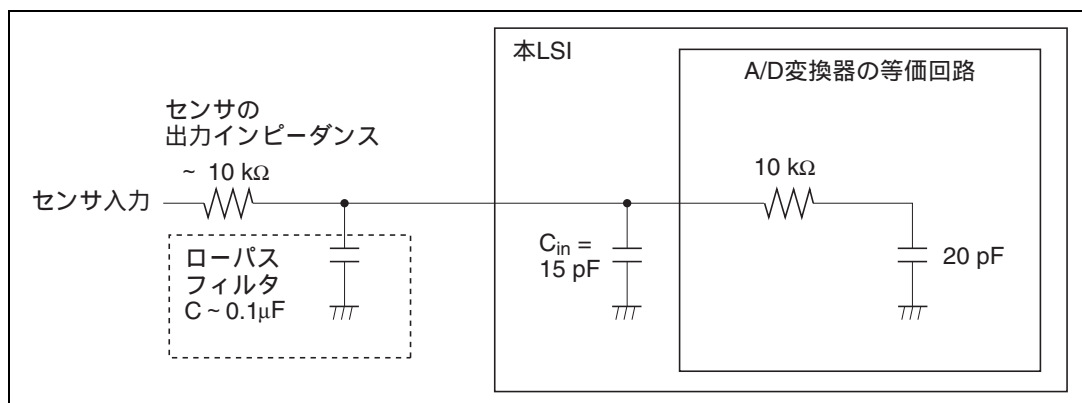 本LSI
A/D変換器の等価回路
センサの
出力インピーダンス
~ 10 kΩ
10 kΩ
センサ入力
ローパス
フィルタ
C ~ 0.1μF
Cin =
15 pF
20 pF